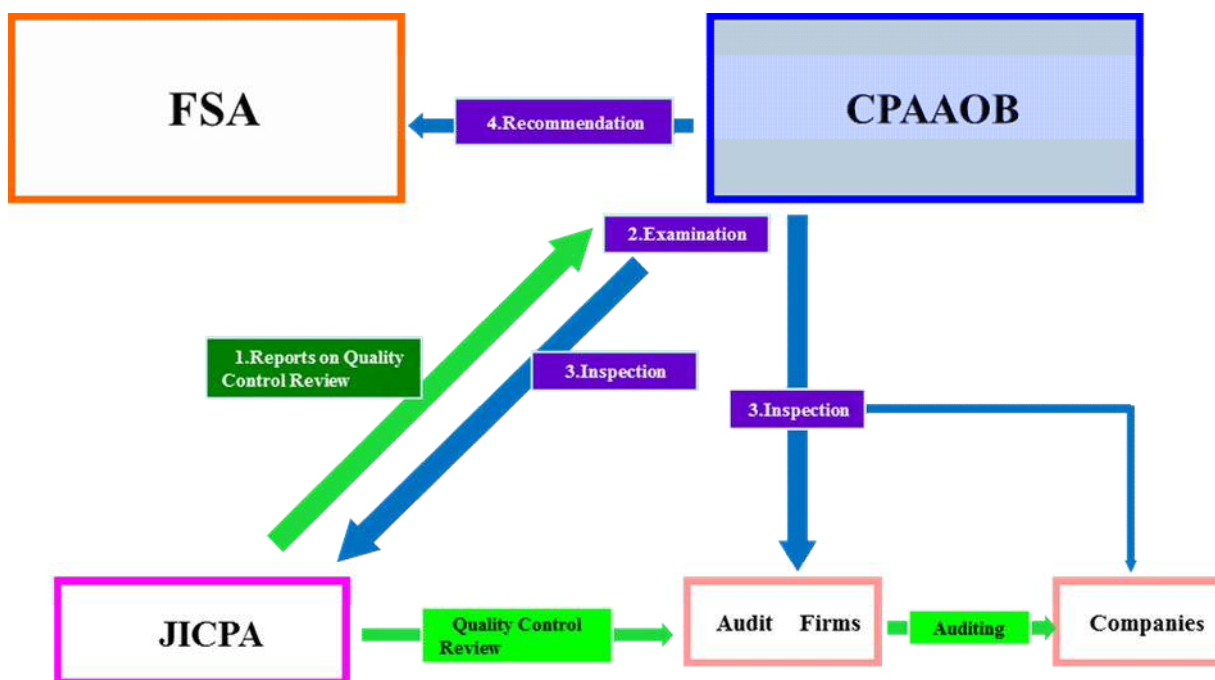 FSA
CPAAOB
4.Recommendation
2.Examination
1.Reports on Quality
Control Review
3.Inspection
3.Inspection
JICPA
Quality Control
Review
Audit Firms
Auditing
Companies